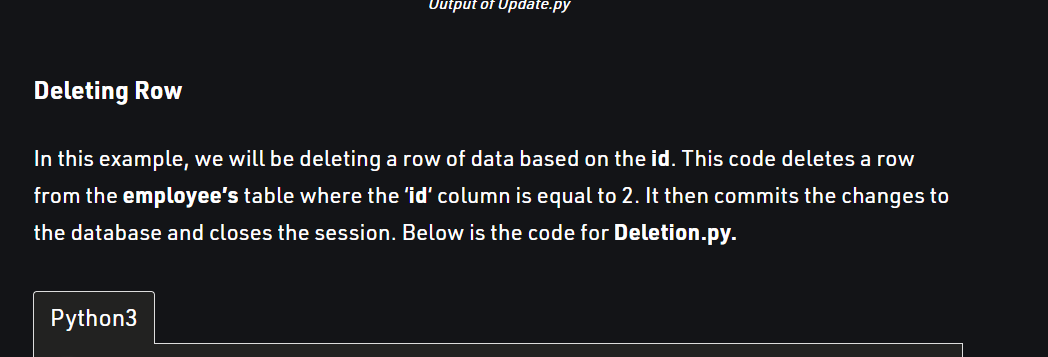 Output of Update.py
Deleting Row
In this example, we will be deleting a row of data based on the id. This code deletes a row
from the employee’s table where the ‘id’ column is equal to 2. It then commits the changes to
the database and closes the session. Below is the code for Deletion.py.
Python3